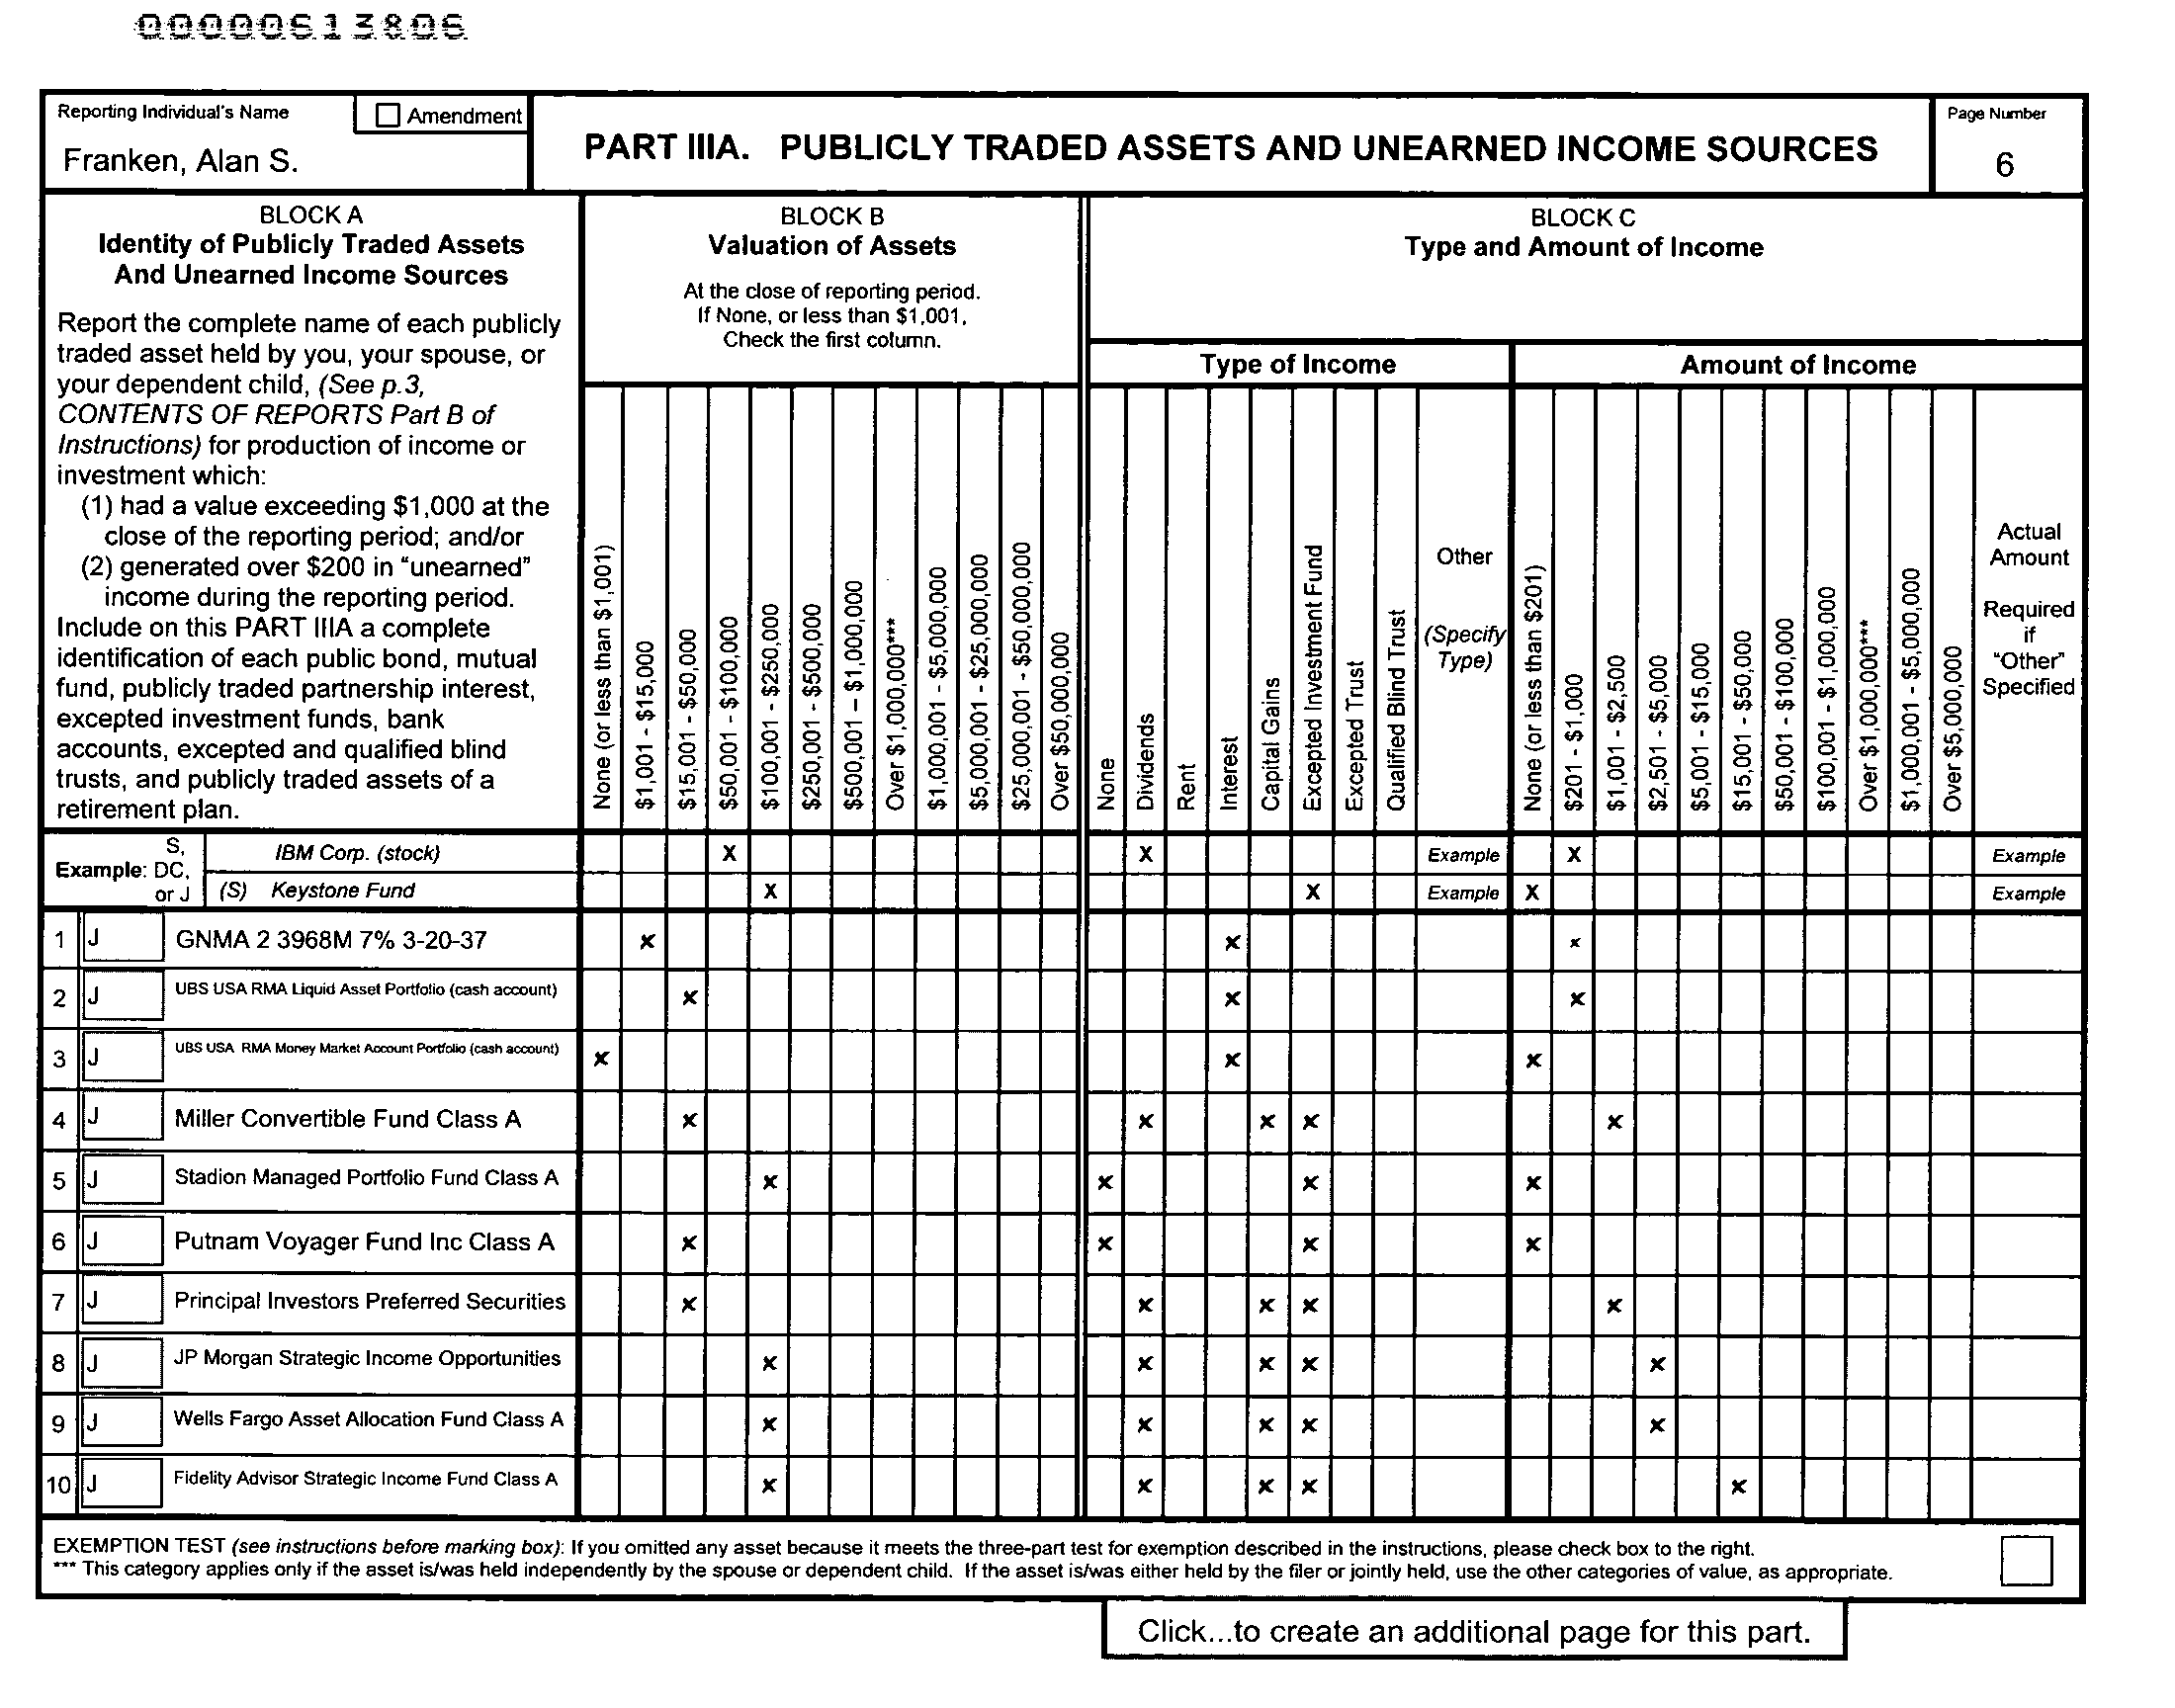 00000613806
Reporting Individual's Name
Amendment
Franken, Alan S.
PART IIIA. PUBLICLY TRADED ASSETS AND UNEARNED INCOME SOURCES
Page Number
6
BLOCK A
Identity of Publicly Traded Assets
And Unearned Income Sources
Report the complete name of each publicly
traded asset held by you, your spouse, or
your dependent child, (See p.3,
CONTENTS OF REPORTS Part B of
Instructions) for production of income or
investment which:
(1) had a value exceeding $1,000 at the
close of the reporting period; and/or
(2) generated over $200 in "unearned"
income during the reporting period.
Include on this PART IIIA a complete
identification of each public bond, mutual
fund, publicly traded partnership interest,
excepted investment funds, bank
accounts, excepted and qualified blind
trusts, and publicly traded assets of a
retirement plan.
BLOCK B
Valuation of Assets
At the close of reporting period.
If None, or less than $1,001,
Check the first column.
None (or less than $1,001)
$1,001 - $15,000
$15,001 - $50,000
$50,001 - $100,000
$100,001 - $250,000
$250,001 - $500,000
$500,001 – $1,000,000
Over $1,000,000***
$1,000,001 - $5,000,000
$5,000,001 - $25,000,000
$25,000,001 - $50,000,000
Over $50,000,000
BLOCK C
Type and Amount of Income
Type of Income
None
Dividends
Rent
Interest
Capital Gains
Excepted Investment Fund
Excepted Trust
Qualified Blind Trust
Other
(Specify
Type)
Amount of Income
None (or less than $201)
$201 - $1,000
$1,001 - $2,500
$2,501 - $5,000
$5,001 - $15,000
$15,001 - $50,000
$50,001 - $100,000
$100,001 - $1,000,000
Over $1,000,000***
$1,000,001 - $5,000,000
Over $5,000,000
Actual
Amount
Required
if
"Other"
Specified
Example: S, DC, or J
IBM Corp. (stock) X X Example X Example
(S) Keystone Fund X X Example X Example
1 J GNMA 2 3968M 7% 3-20-37 x x x
2 J UBS USA RMA Liquid Asset Portfolio (cash account) x x x
3 J UBS USA RMA Money Market Account Portfolio (cash account) x x x
4 J Miller Convertible Fund Class A x x x x x
5 J Stadion Managed Portfolio Fund Class A x x x x
6 J Putnam Voyager Fund Inc Class A x x x x
7 J Principal Investors Preferred Securities x x x x x
8 J JP Morgan Strategic Income Opportunities x x x x x
9 J Wells Fargo Asset Allocation Fund Class A x x x x x
10 J Fidelity Advisor Strategic Income Fund Class A x x x x x
EXEMPTION TEST (see instructions before marking box): If you omitted any asset because it meets the three-part test for exemption described in the instructions, please check box to the right.
*** This category applies only if the asset is/was held independently by the spouse or dependent child. If the asset is/was either held by the filer or jointly held, use the other categories of value, as appropriate.
Click...to create an additional page for this part.